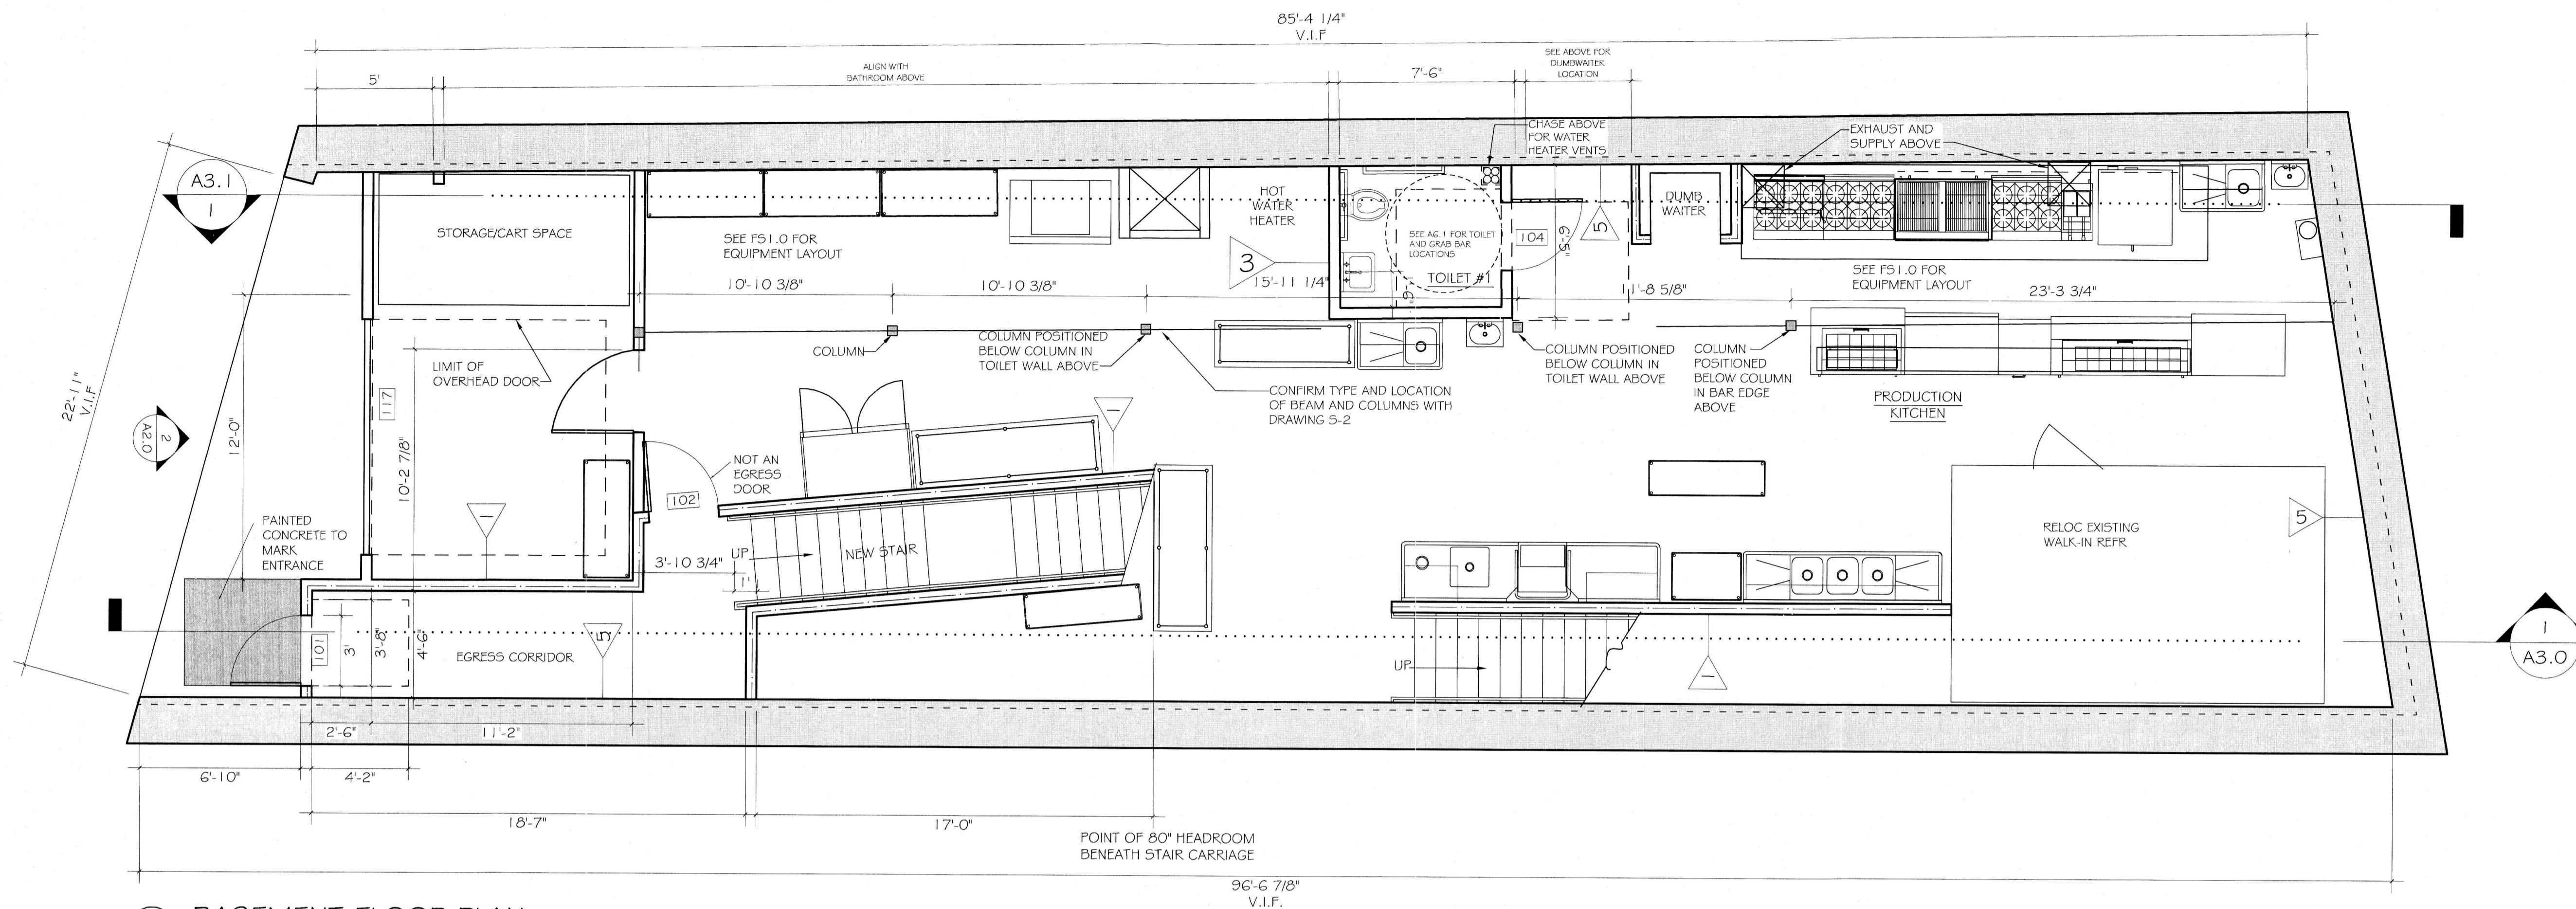 85'-4 1/4"
V.I.F
5'
ALIGN WITH
BATHROOM ABOVE
7'-6"
SEE ABOVE FOR
DUMBWAITER
LOCATION
A3.1
1
STORAGE/CART SPACE
SEE FS1.0 FOR
EQUIPMENT LAYOUT
HOT
WATER
HEATER
3
CHASE ABOVE
FOR WATER
HEATER VENTS
SEE A6.1 FOR TOILET
AND GRAB BAR
LOCATIONS
TOILET #1
104
6'-5"
5
DUMB
WAITER
EXHAUST AND
SUPPLY ABOVE
SEE FS1.0 FOR
EQUIPMENT LAYOUT
10'-10 3/8"
10'-10 3/8"
15'-11 1/4"
11'-8 5/8"
23'-3 3/4"
22'-11"
V.I.F
2
A2.0
12'-0"
LIMIT OF
OVERHEAD DOOR
117
10'-2 7/8"
COLUMN
COLUMN POSITIONED
BELOW COLUMN IN
TOILET WALL ABOVE
CONFIRM TYPE AND LOCATION
OF BEAM AND COLUMNS WITH
DRAWING S-2
COLUMN POSITIONED
BELOW COLUMN IN
TOILET WALL ABOVE
COLUMN
POSITIONED
BELOW COLUMN
IN BAR EDGE
ABOVE
PRODUCTION
KITCHEN
NOT AN
EGRESS
DOOR
102
1
1
PAINTED
CONCRETE TO
MARK
ENTRANCE
3'-10 3/4"
UP
NEW STAIR
1'
RELOC EXISTING
WALK-IN REFR
5
101
3'
3'-8"
4'-6"
EGRESS CORRIDOR
5
UP
1
1
A3.0
2'-6"
11'-2"
6'-10"
4'-2"
18'-7"
17'-0"
POINT OF 80" HEADROOM
BENEATH STAIR CARRIAGE
96'-6 7/8"
V.I.F.
BASEMENT FLOOR PLAN